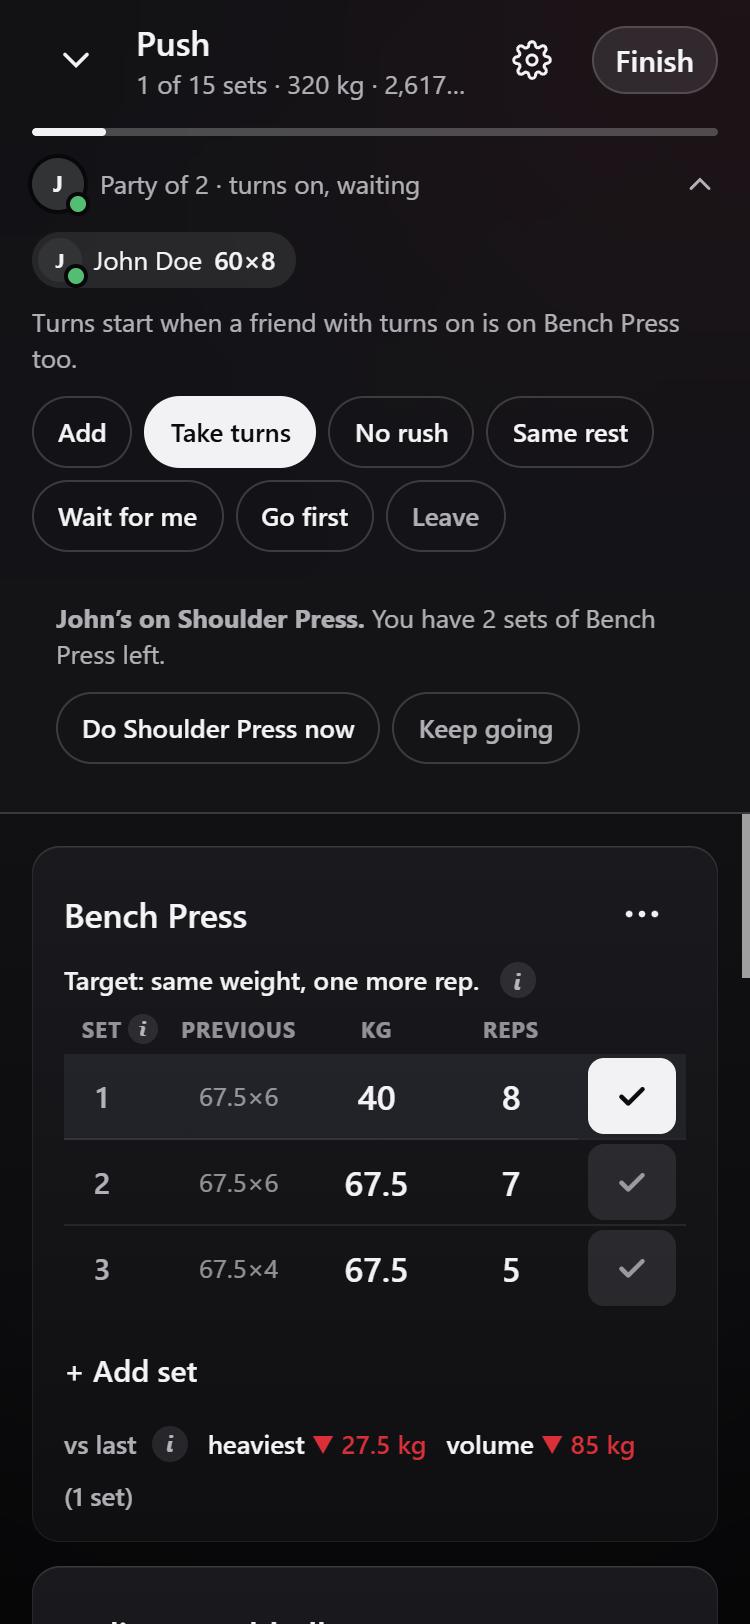 Push
1 of 15 sets · 320 kg · 2,617...
Finish
J
Party of 2 · turns on, waiting
J
John Doe 60×8
Turns start when a friend with turns on is on Bench Press
too.
Add
Take turns
No rush
Same rest
Wait for me
Go first
Leave
John’s on Shoulder Press. You have 2 sets of Bench
Press left.
Do Shoulder Press now
Keep going
Bench Press
Target: same weight, one more rep. i
SET i PREVIOUS KG REPS
1 67.5×6 40 8
2 67.5×6 67.5 7
3 67.5×4 67.5 5
+ Add set
vs last i heaviest ▼ 27.5 kg volume ▼ 85 kg
(1 set)